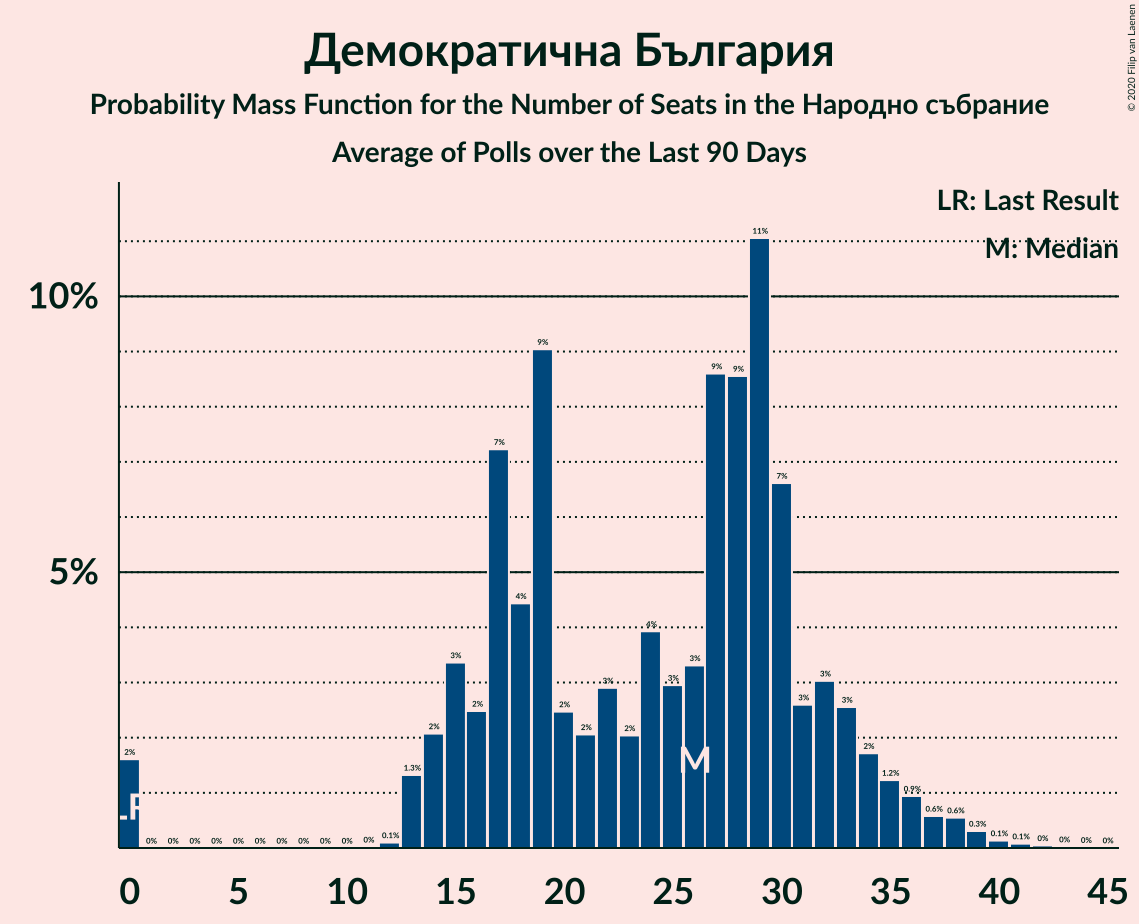 Демократична България
Probability Mass Function for the Number of Seats in the Народно събрание
Average of Polls over the Last 90 Days
© 2020 Filip van Laenen
LR: Last Result
M: Median
10%
5%
2% 0% 0% 0% 0% 0% 0% 0% 0% 0% 0% 0% 0.1% 1.3% 2% 3% 2% 7% 4% 9% 2% 2% 3% 2% 4% 3% 3% 9% 9% 11% 7% 3% 3% 3% 2% 1.2% 0.9% 0.6% 0.6% 0.3% 0.1% 0.1% 0% 0% 0% 0%
LR
M
0 5 10 15 20 25 30 35 40 45